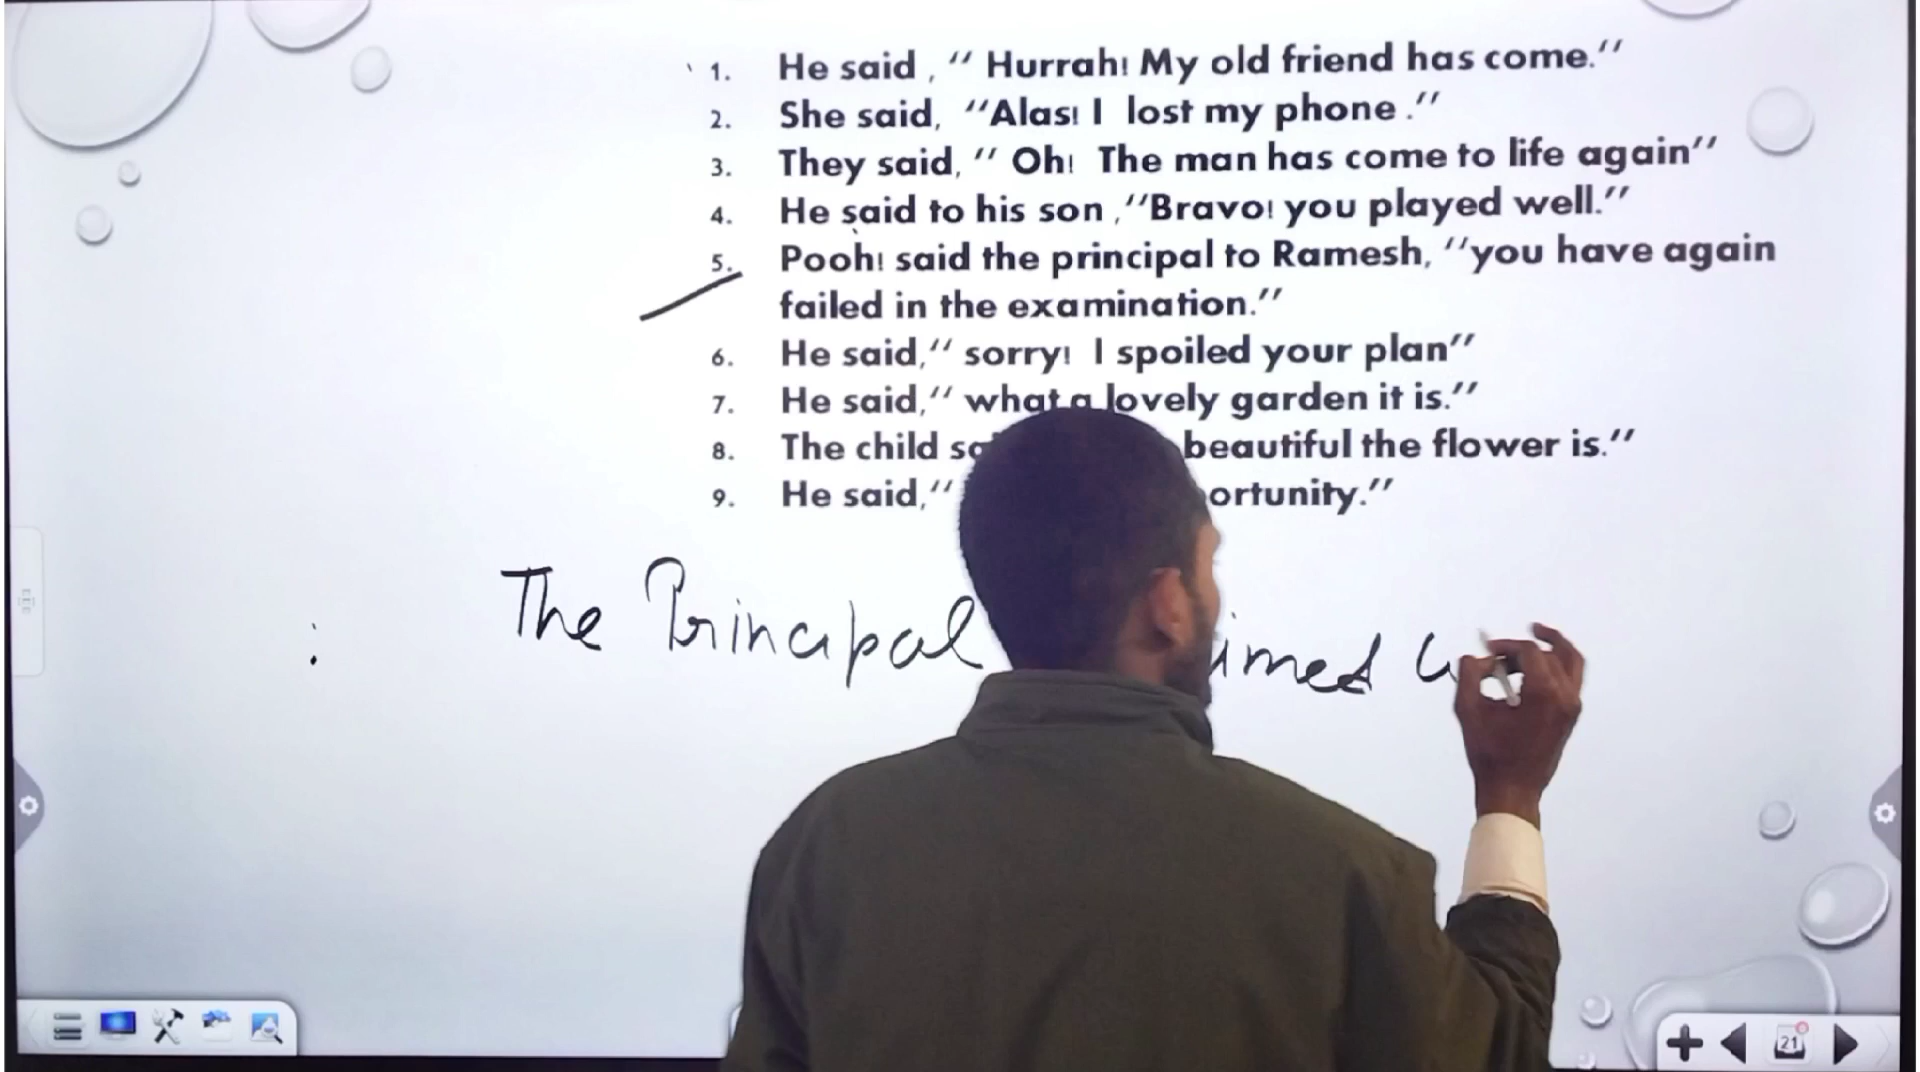 1. He said , “ Hurrah! My old friend has come.”
2. She said, “Alas! I lost my phone .”
3. They said, “ Oh! The man has come to life again”
4. He said to his son ,“Bravo! you played well.”
5. Pooh! said the principal to Ramesh, “you have again
failed in the examination.”
6. He said,“ sorry! I spoiled your plan”
7. He said,“ what a lovely garden it is.”
8. The child beautiful the flower is.”
9. He said,“ ortunity.”
The Principal imed
21